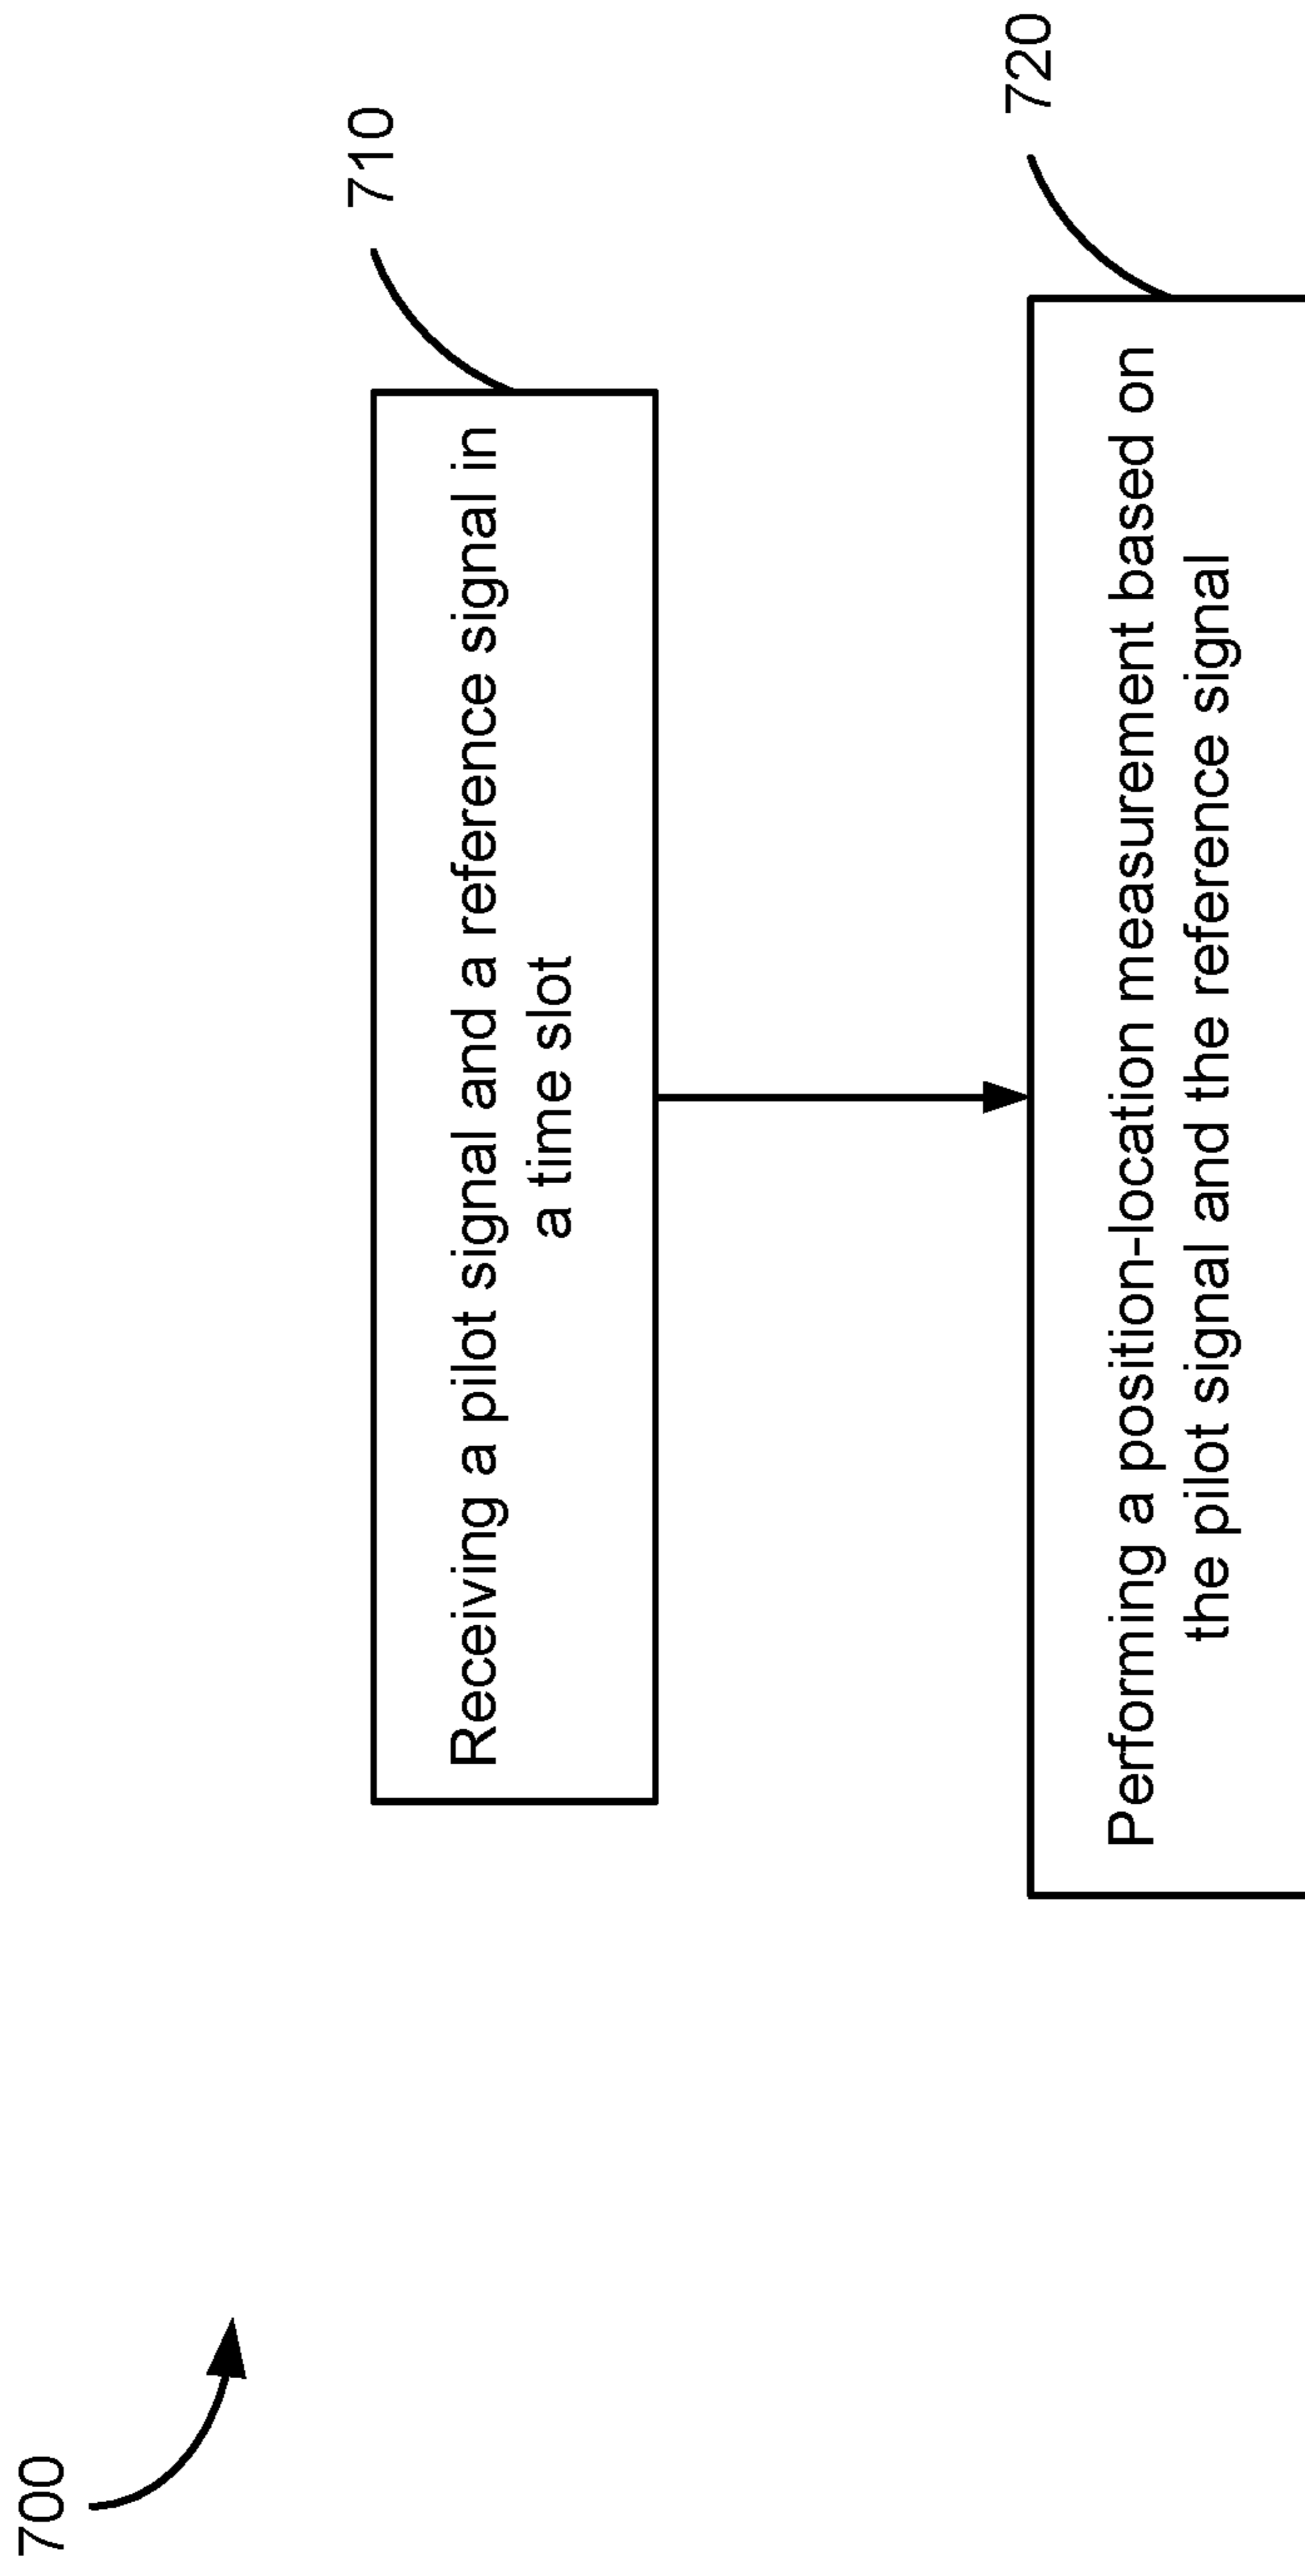 700
710
Receiving a pilot signal and a reference signal in
a time slot
720
Performing a position-location measurement based on
the pilot signal and the reference signal